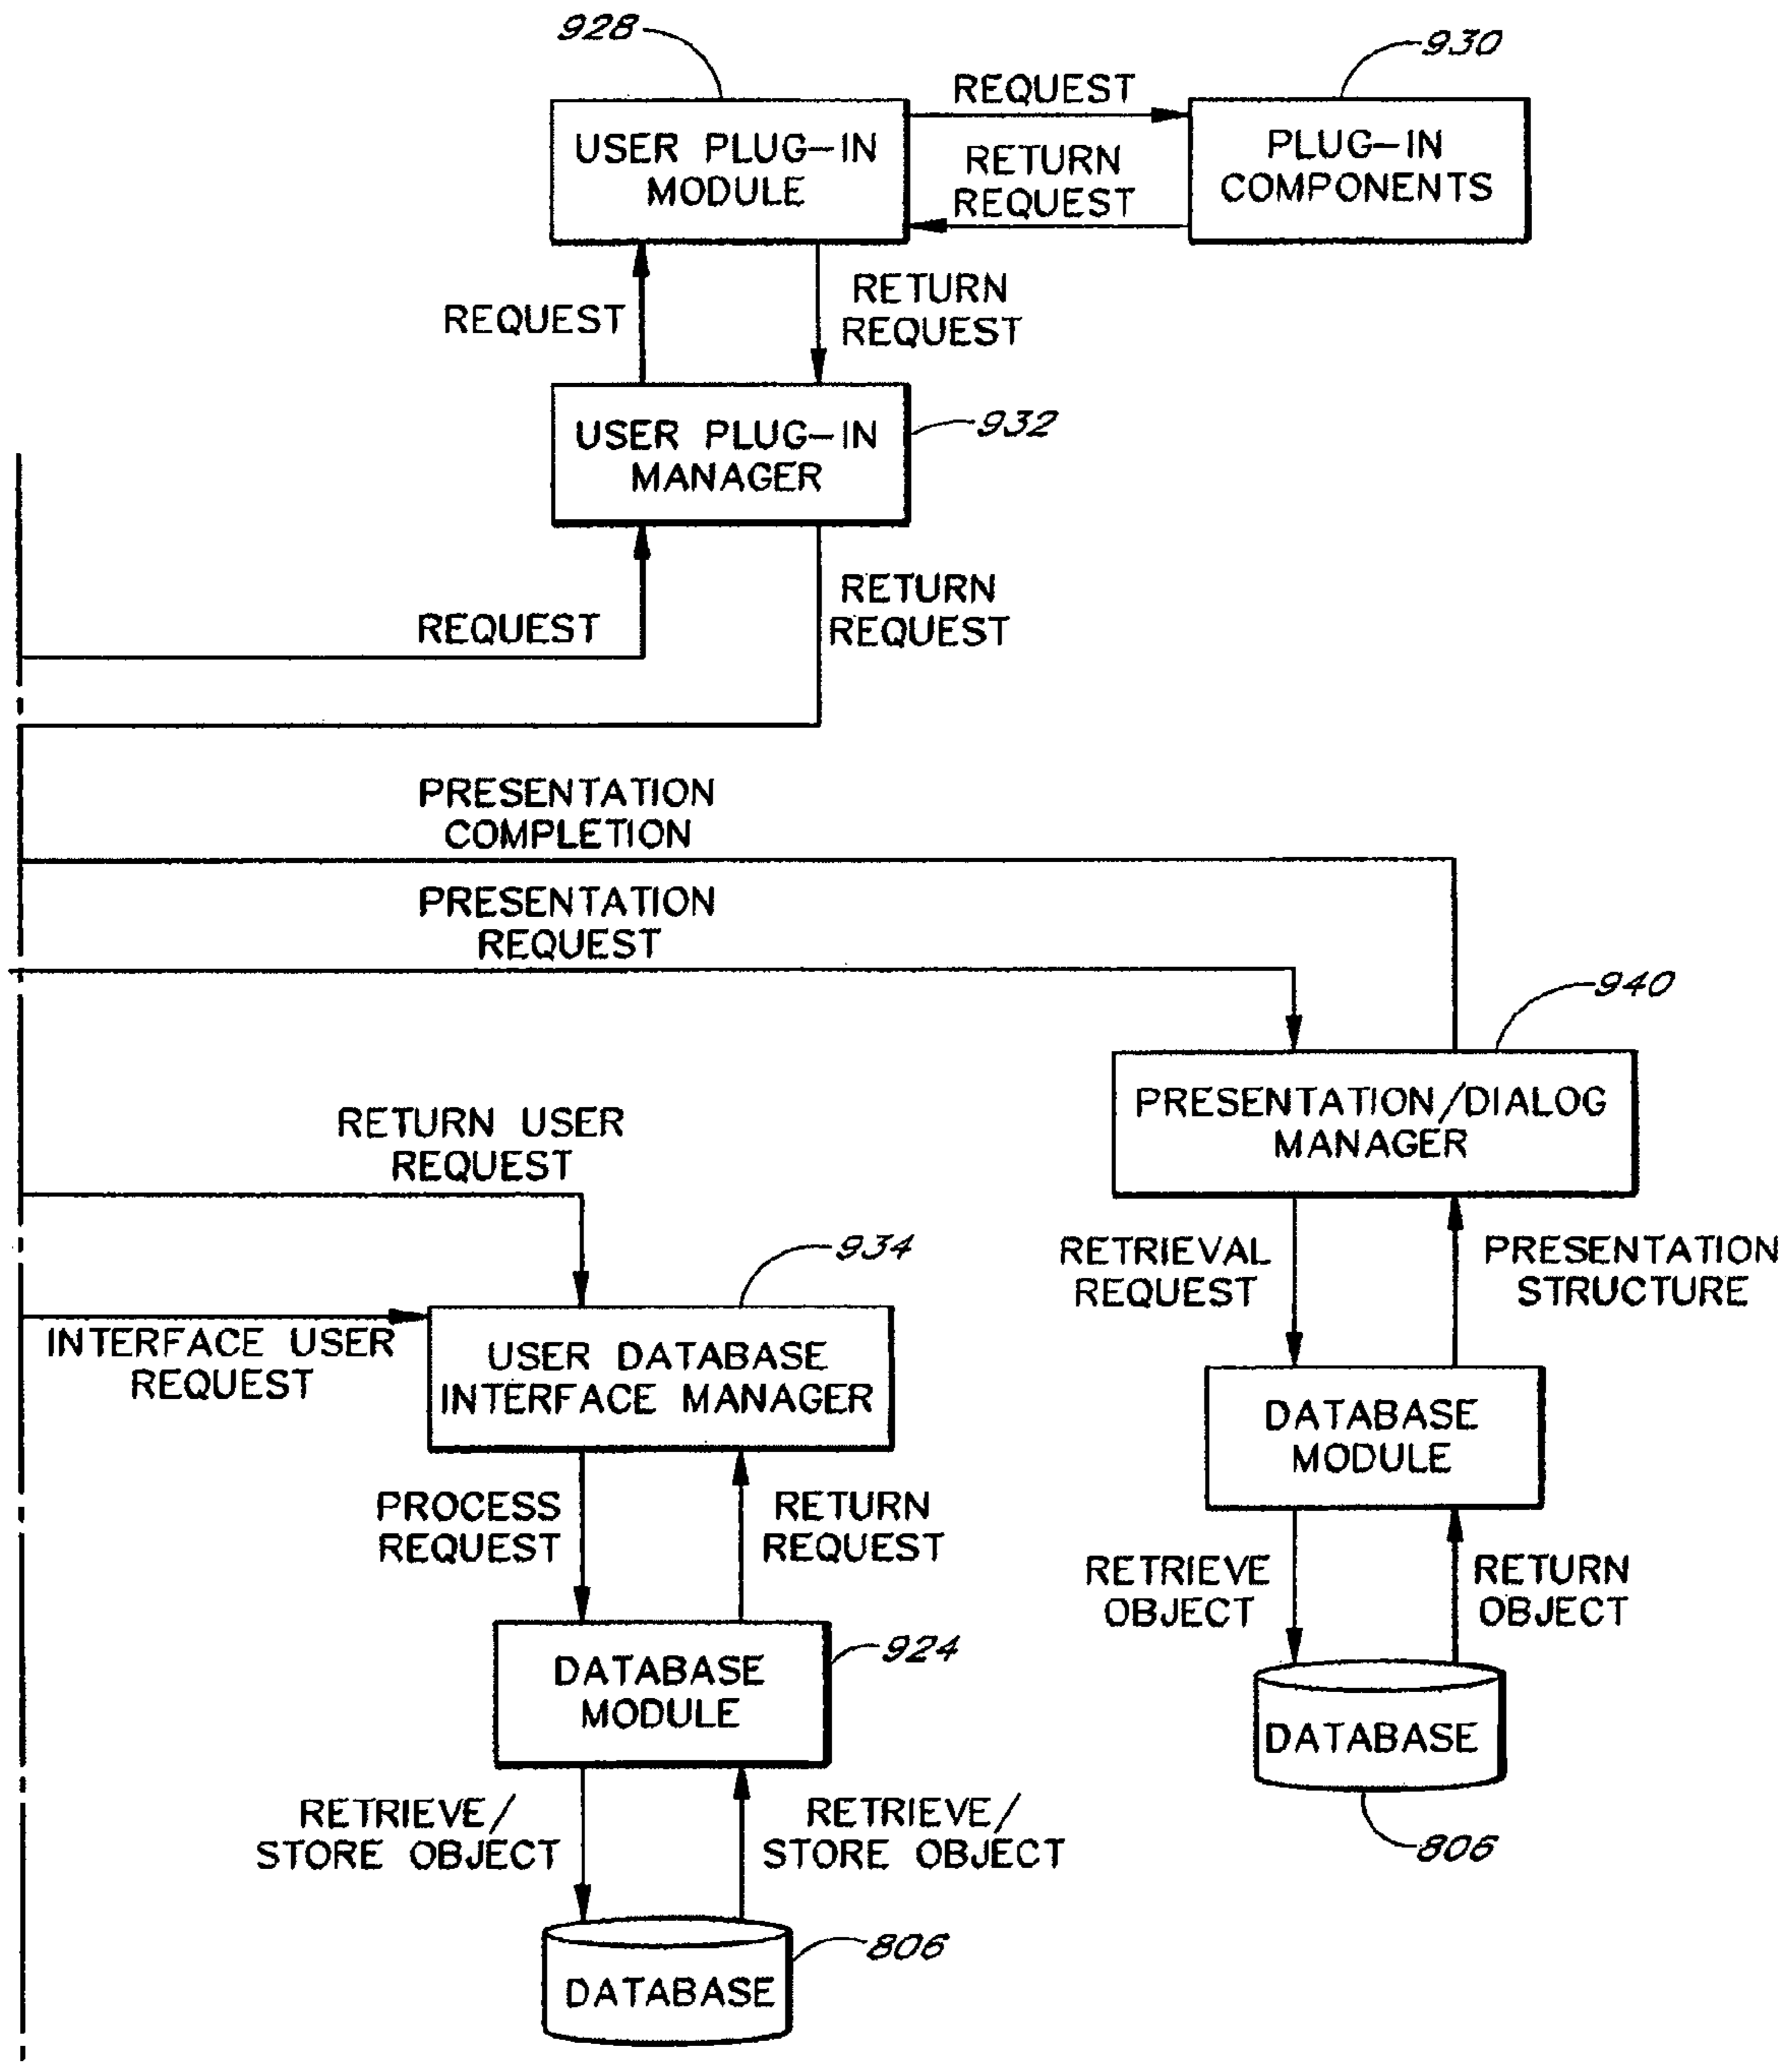 928
930
REQUEST
USER PLUG-IN
MODULE
RETURN
REQUEST
PLUG-IN
COMPONENTS
REQUEST
RETURN
REQUEST
USER PLUG-IN
MANAGER
932
REQUEST
RETURN
REQUEST
PRESENTATION
COMPLETION
PRESENTATION
REQUEST
940
PRESENTATION/DIALOG
MANAGER
RETURN USER
REQUEST
934
RETRIEVAL
REQUEST
PRESENTATION
STRUCTURE
INTERFACE USER
REQUEST
USER DATABASE
INTERFACE MANAGER
DATABASE
MODULE
PROCESS
REQUEST
RETURN
REQUEST
RETRIEVE
OBJECT
RETURN
OBJECT
DATABASE
MODULE
924
DATABASE
806
RETRIEVE/
STORE OBJECT
RETRIEVE/
STORE OBJECT
DATABASE
806